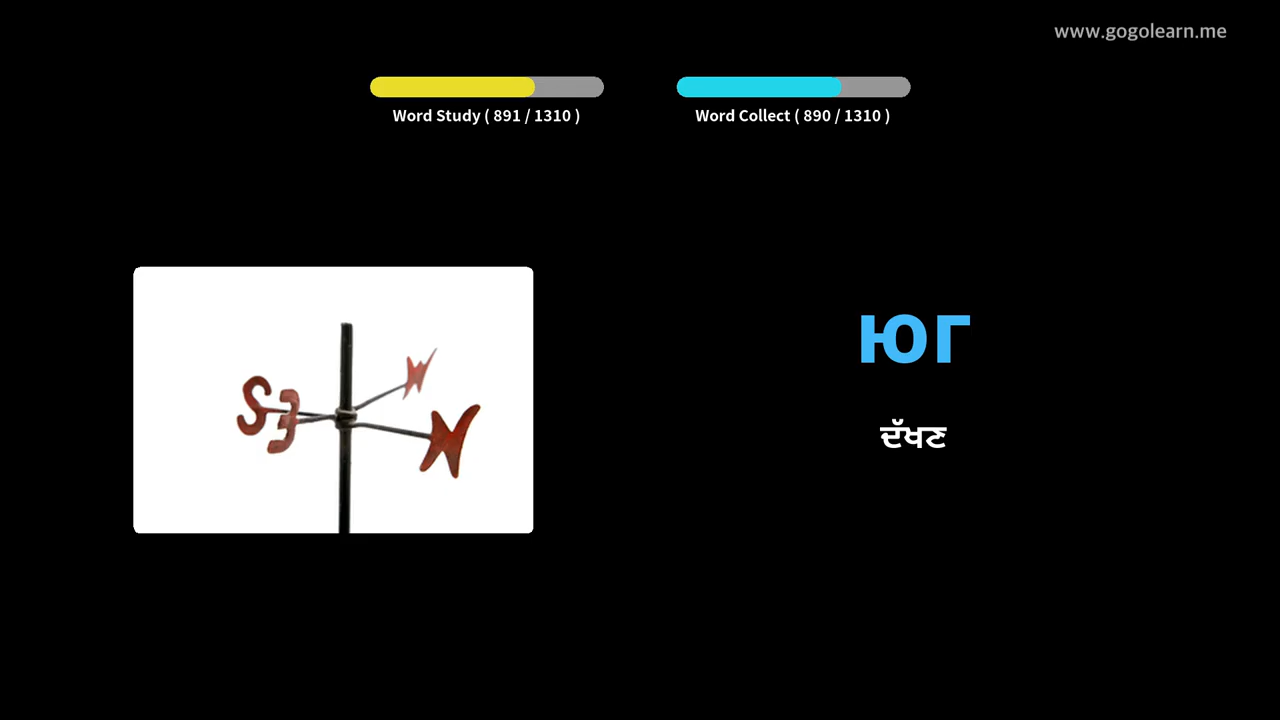 www.gogolearn.me
Word Study ( 891 / 1310 )
Word Collect ( 890 / 1310 )
S E N W
юг
ਦੱਖਣ